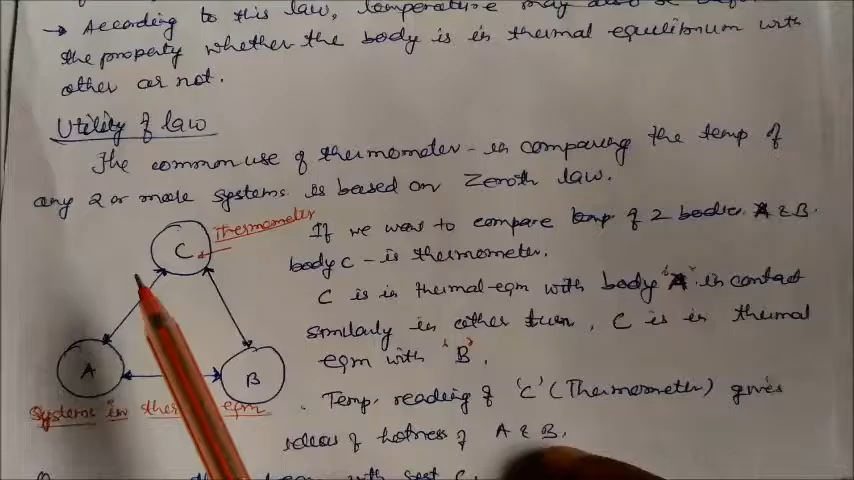 → According to this law, temperature may also be
the property whether the body is in thermal equilibrium with
other or not.
Utility of law
The common use of thermometer - in comparing the temp of
any 2 or more systems is based on Zeroth law.
Thermometer
C
A
B
Systems in ther eqm
If we want to compare temp of 2 bodies A & B.
body C - is thermometer.
C is in thermal-eqm with body "A" in contact
similarly in other turn, C is in thermal
eqm with 'B'.
Temp. reading of 'C' (Thermometer) gives
of hotness of A & B.